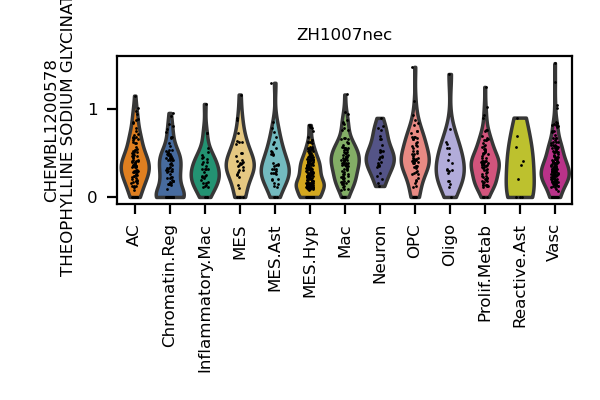 ZH1007nec
CHEMBL1200578
THEOPHYLLINE SODIUM GLYCINAT
1
0
AC
Chromatin.Reg
Inflammatory.Mac
MES
MES.Ast
MES.Hyp
Mac
Neuron
OPC
Oligo
Prolif.Metab
Reactive.Ast
Vasc